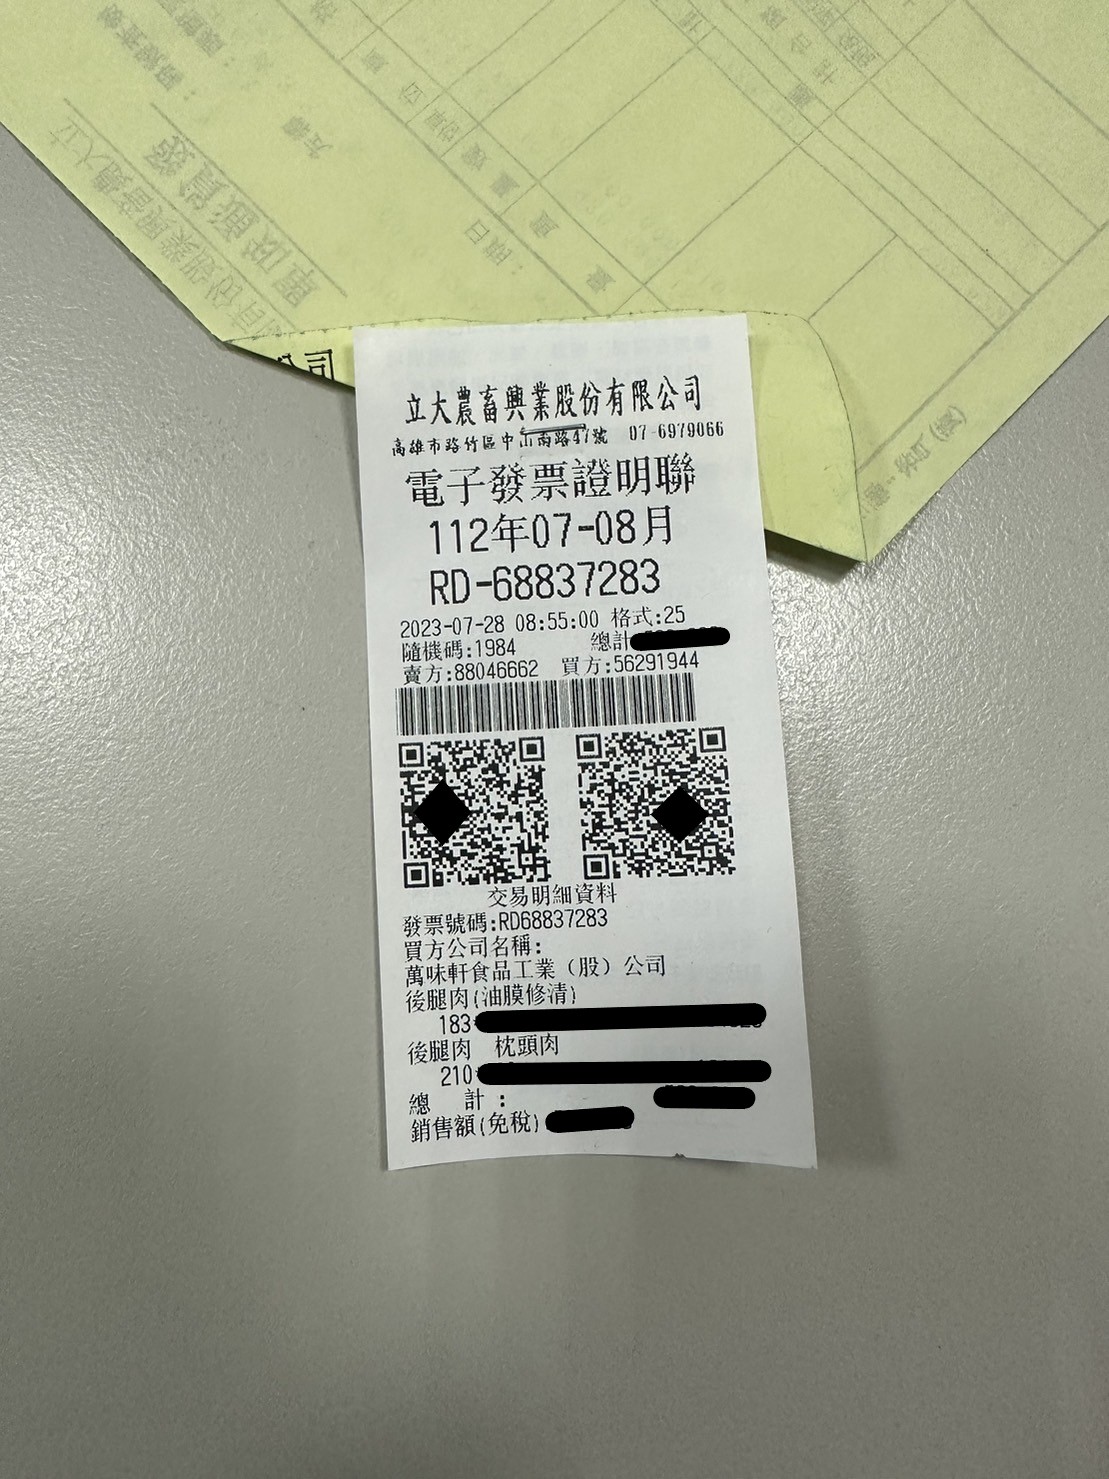 公司
立大農畜興業股份有限公司
高雄市路竹區中山南路47號 07-6979066
電子發票證明聯
112年07-08月
RD-68837283
2023-07-28 08:55:00 格式:25
隨機碼:1984 總計
賣方:88046662 買方:56291944
交易明細資料
發票號碼:RD68837283
買方公司名稱:
萬味軒食品工業（股）公司
後腿肉(油膜修清)
183
後腿肉 枕頭肉
210
總 計:
銷售額(免稅)